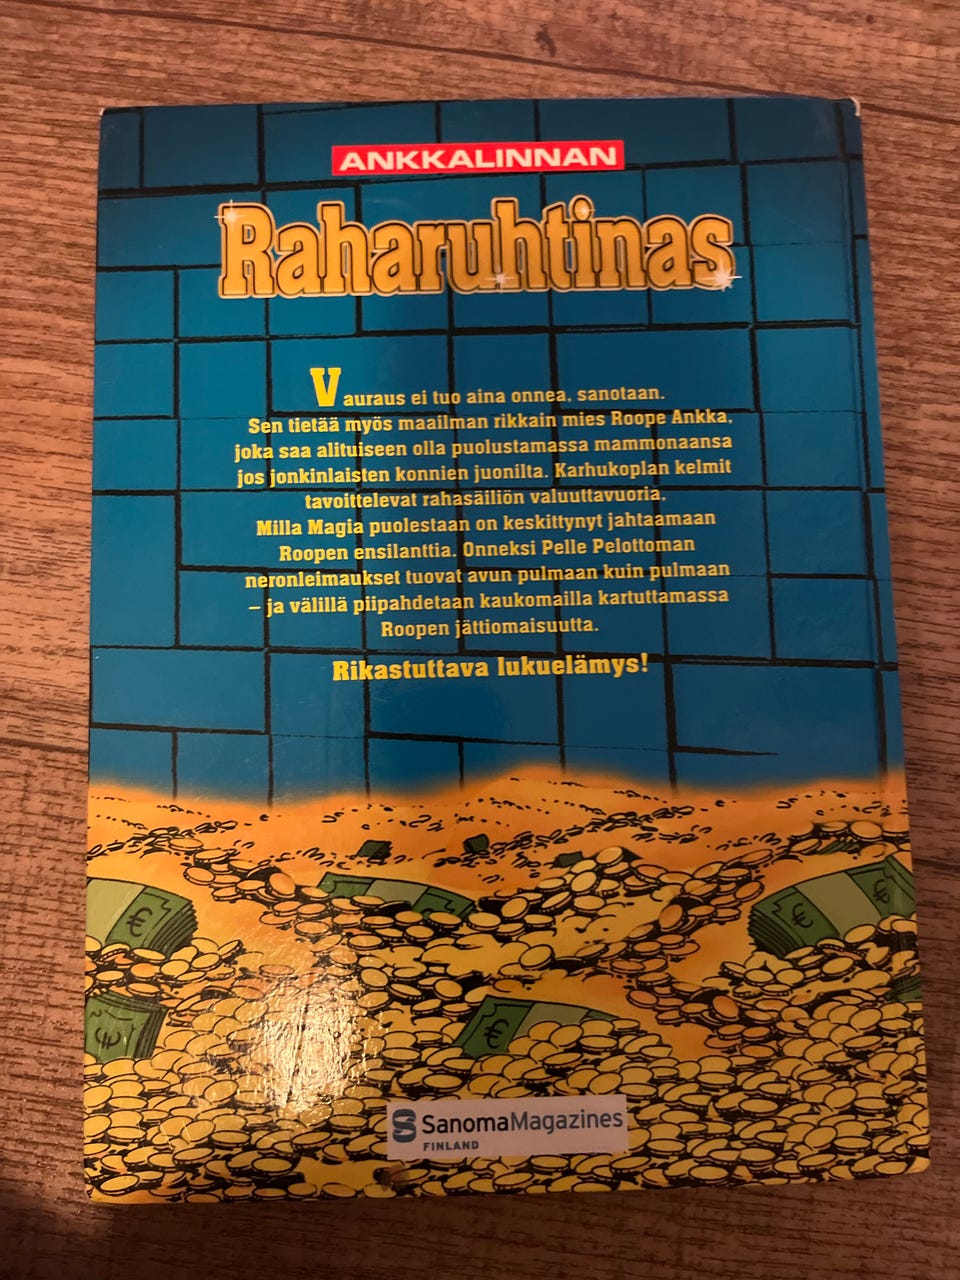 ANKKALINNAN
Raharuhtinas
Vauraus ei tuo aina onnea, sanotaan.
Sen tietää myös maailman rikkain mies Roope Ankka,
joka saa alituiseen olla puolustamassa mammonaansa
jos jonkinlaisten konnien juonilta. Karhukoplan kelmit
tavoittelevat rahasäiliön valuuttavuoria,
Milla Magia puolestaan on keskittynyt jahtaamaan
Roopen ensilanttia. Onneksi Pelle Pelottoman
neronleimaukset tuovat avun pulmaan kuin pulmaan
– ja välillä piipahdetaan kaukomailla kartuttamassa
Roopen jättiomaisuutta.
Rikastuttava lukuelämys!
€
€
€
€
€
SanomaMagazines
FINLAND